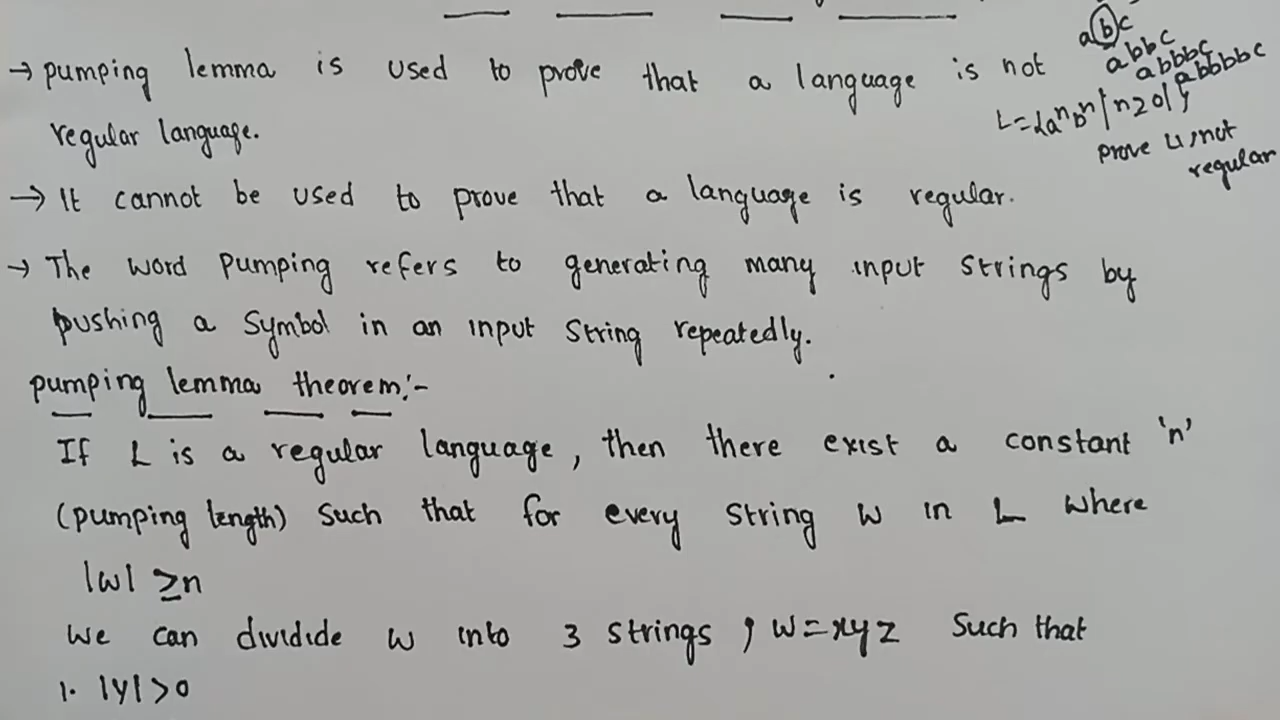 → pumping lemma is used to prove that a language is not
regular language.
a b c
abbc
abbbc
abbbbc
L={aⁿbⁿ|n≥0|}
prove is not
regular
→ It cannot be used to prove that a language is regular.
→ The word pumping refers to generating many input strings by
pushing a symbol in an input string repeatedly.
pumping lemma theorem:-
If L is a regular language, then there exist a constant 'n'
(pumping length) such that for every string w in L where
|w| ≥n
we can dividide w into 3 strings, w=xyz such that
1. |y|>0